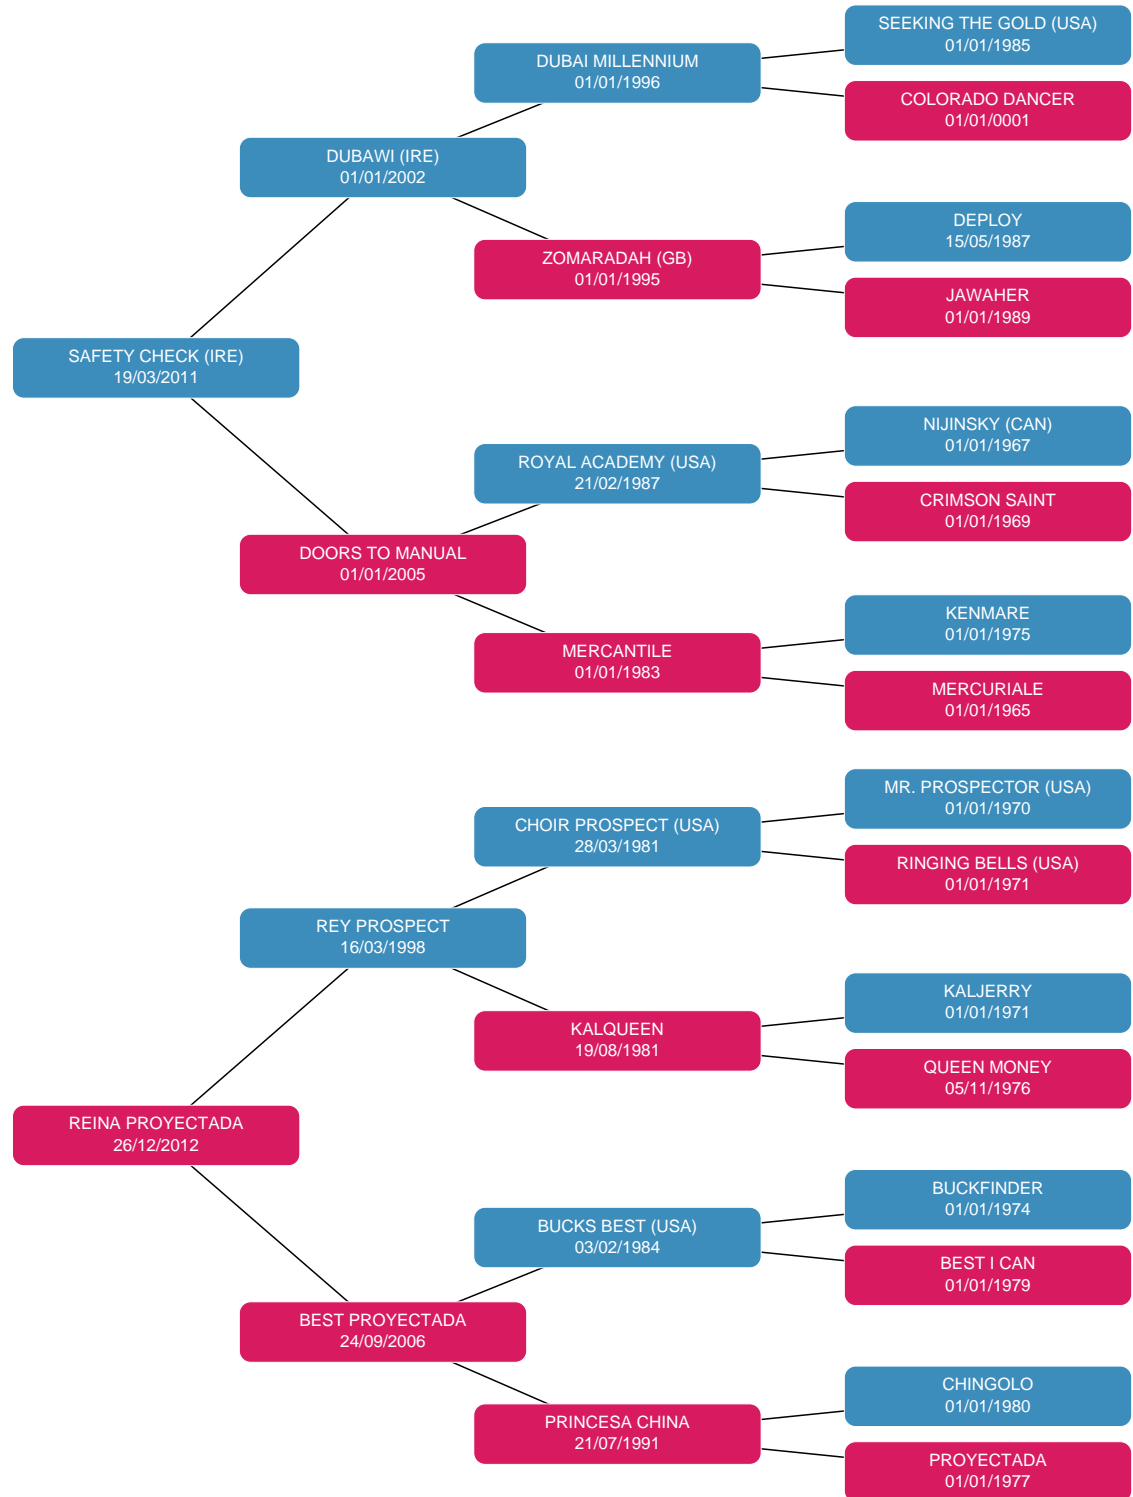 SEEKING THE GOLD (USA)
01/01/1985
DUBAI MILLENNIUM
01/01/1996
COLORADO DANCER
01/01/0001
DUBAWI (IRE)
01/01/2002
DEPLOY
15/05/1987
ZOMARADAH (GB)
01/01/1995
JAWAHER
01/01/1989
SAFETY CHECK (IRE)
19/03/2011
NIJINSKY (CAN)
01/01/1967
ROYAL ACADEMY (USA)
21/02/1987
CRIMSON SAINT
01/01/1969
DOORS TO MANUAL
01/01/2005
KENMARE
01/01/1975
MERCANTILE
01/01/1983
MERCURIALE
01/01/1965
MR. PROSPECTOR (USA)
01/01/1970
CHOIR PROSPECT (USA)
28/03/1981
RINGING BELLS (USA)
01/01/1971
REY PROSPECT
16/03/1998
KALJERRY
01/01/1971
KALQUEEN
19/08/1981
QUEEN MONEY
05/11/1976
REINA PROYECTADA
26/12/2012
BUCKFINDER
01/01/1974
BUCKS BEST (USA)
03/02/1984
BEST I CAN
01/01/1979
BEST PROYECTADA
24/09/2006
CHINGOLO
01/01/1980
PRINCESA CHINA
21/07/1991
PROYECTADA
01/01/1977